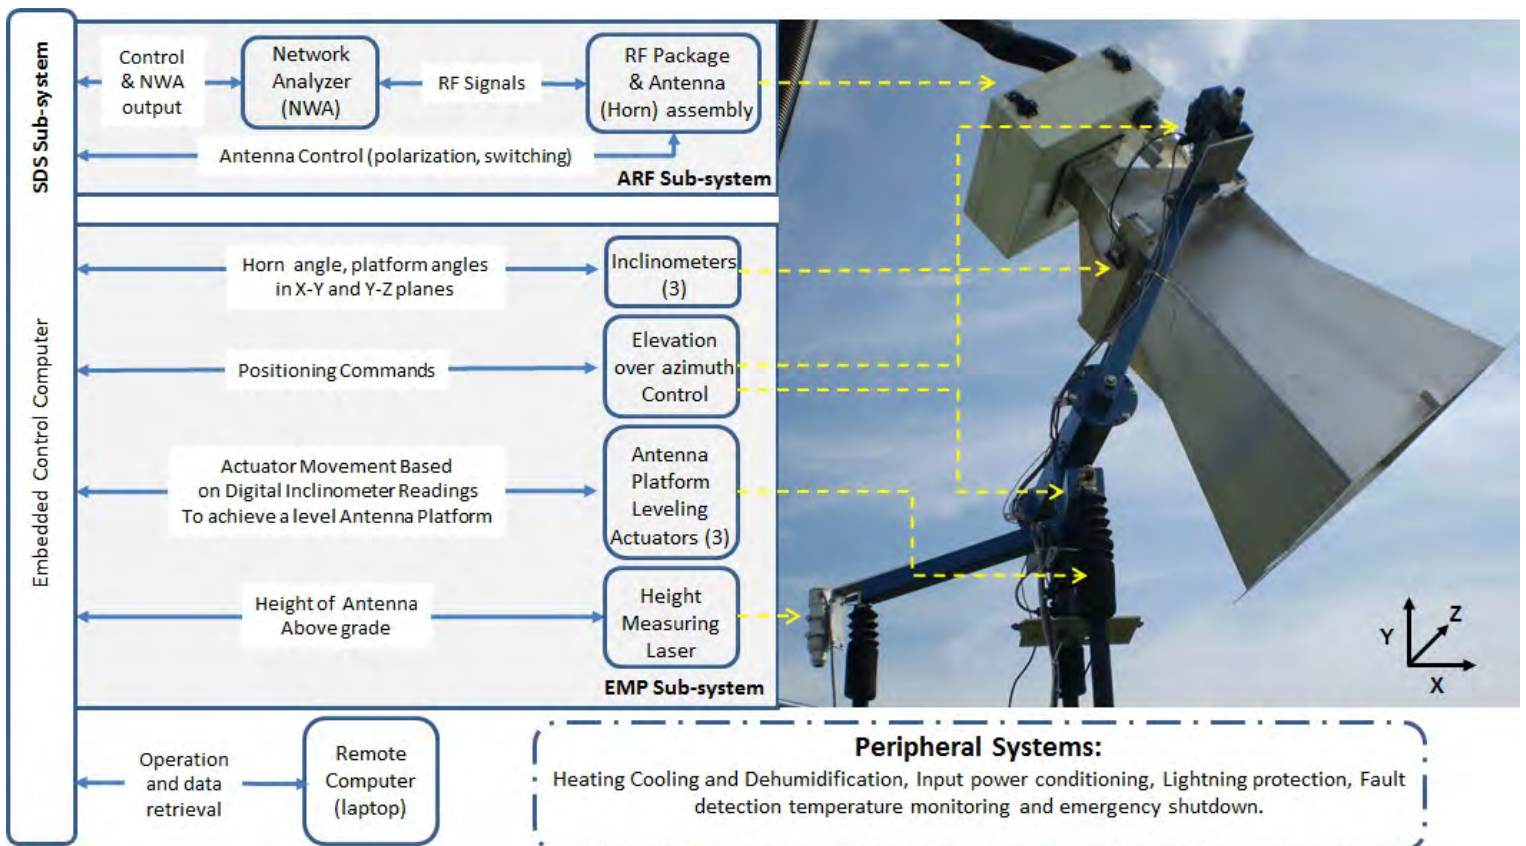 SDS Sub-system
Embedded Control Computer
Control
& NWA
output
Network
Analyzer
(NWA)
RF Signals
RF Package
& Antenna
(Horn) assembly
Antenna Control (polarization, switching)
ARF Sub-system
Horn angle, platform angles
in X-Y and Y-Z planes
Inclinometers
(3)
Positioning Commands
Elevation
over azimuth
Control
Actuator Movement Based
on Digital Inclinometer Readings
To achieve a level Antenna Platform
Antenna
Platform
Leveling
Actuators (3)
Height of Antenna
Above grade
Height
Measuring
Laser
EMP Sub-system
Y
Z
X
Operation
and data
retrieval
Remote
Computer
(laptop)
Peripheral Systems:
Heating Cooling and Dehumidification, Input power conditioning, Lightning protection, Fault
detection temperature monitoring and emergency shutdown.